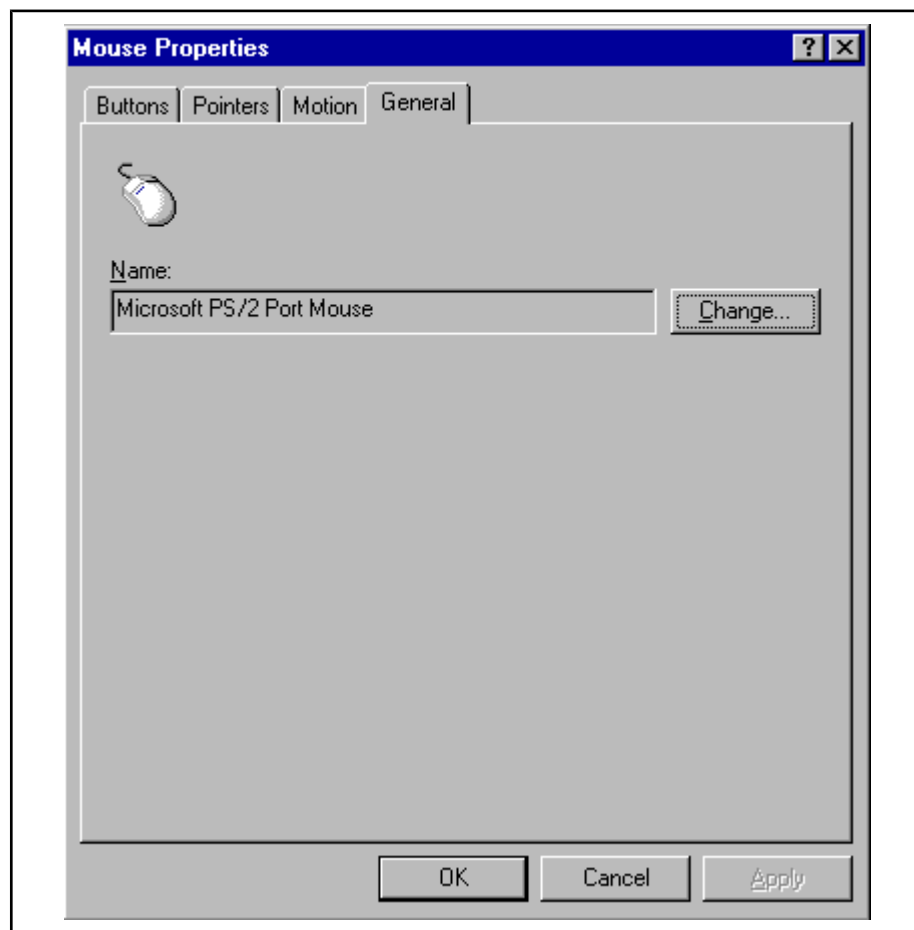 Mouse Properties
Buttons Pointers Motion General
Name:
Microsoft PS/2 Port Mouse Change...
OK Cancel Apply